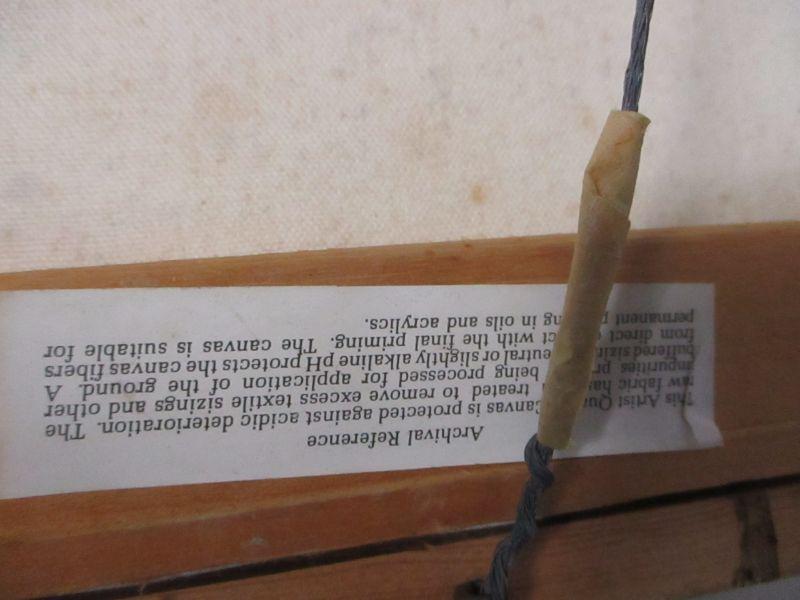 Archival Reference
This Artist Canvas is protected against acidic deterioration. The
raw fabric treated to remove excess textile sizings and other
impurities being processed for application of the ground. A
buffered neutral or slightly alkaline pH protects the canvas fibers
from direct with the final priming. The canvas is suitable for
permanent in oils and acrylics.